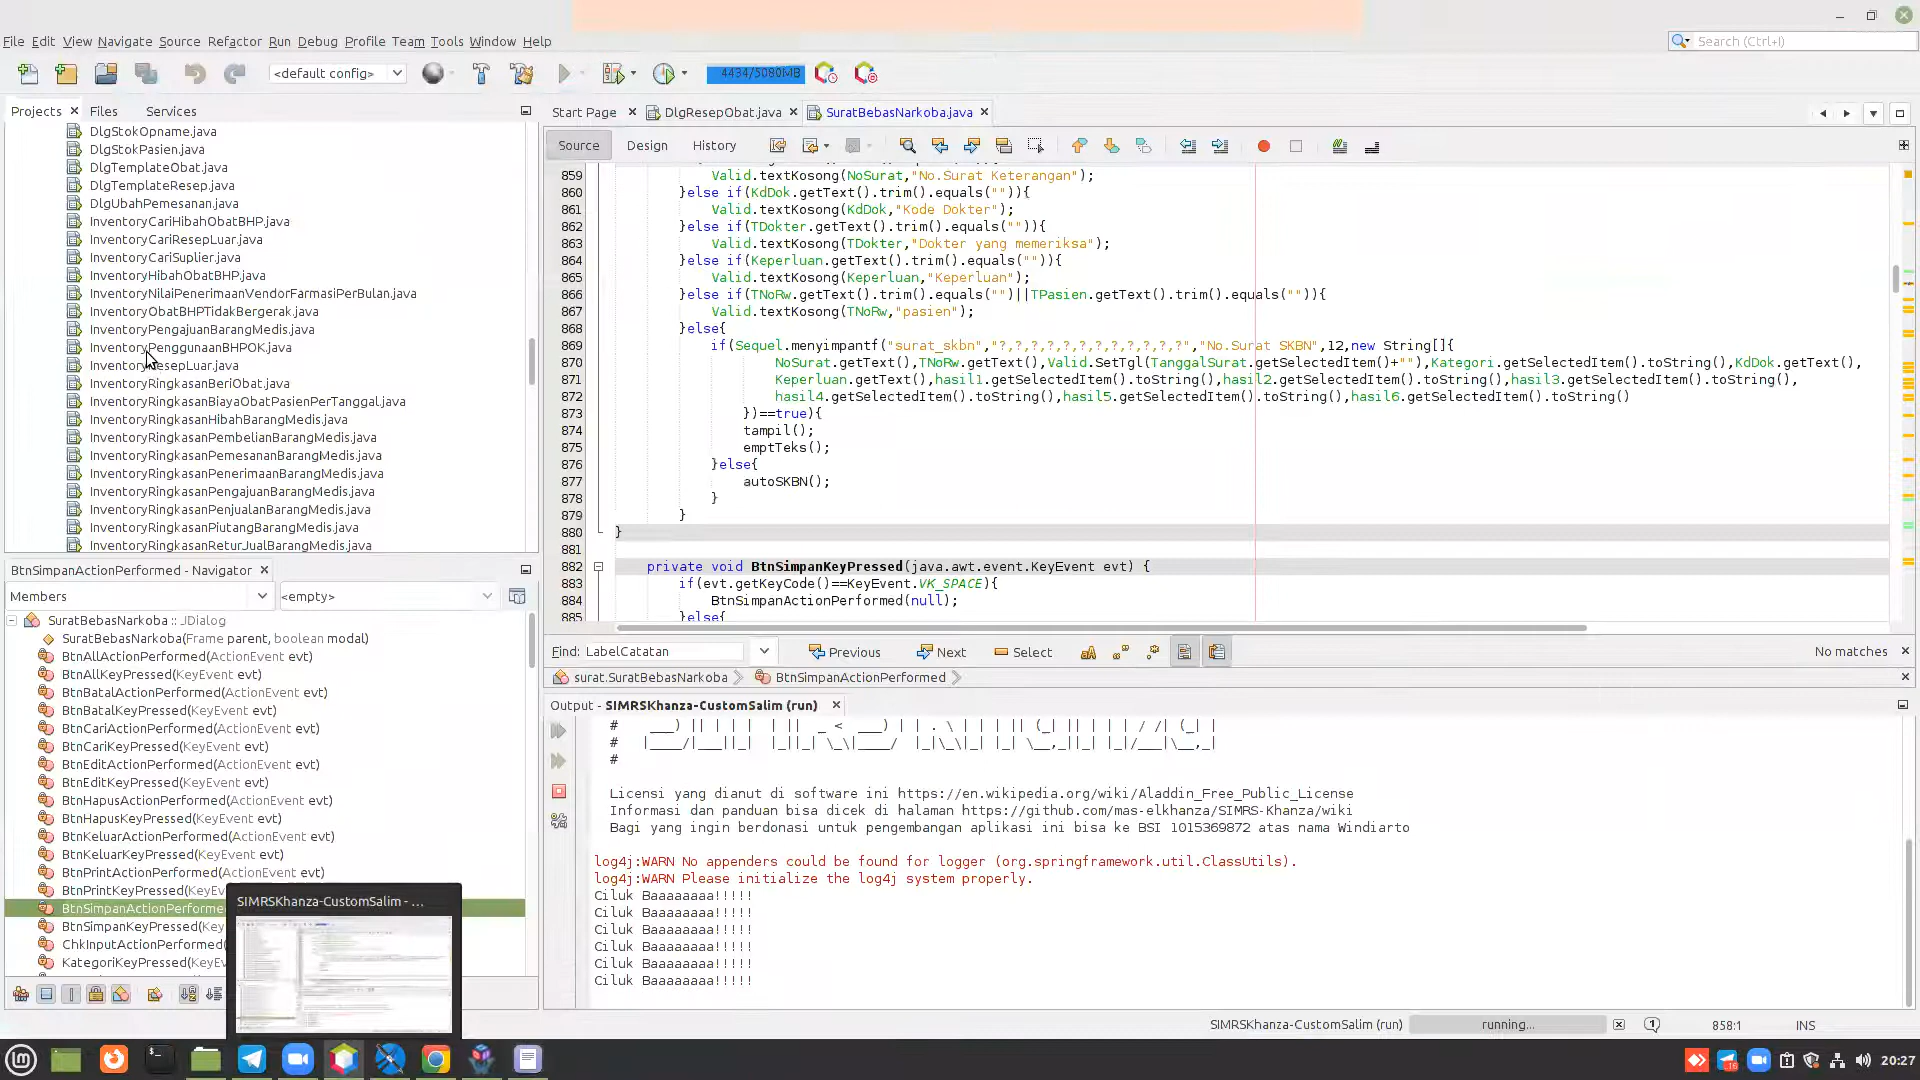 File Edit View Navigate Source Refactor Run Debug Profile Team Tools Window Help
Search (Ctrl+I)
<default config>
4434/5080MB
Projects Files Services
DlgStokOpname.java
DlgStokPasien.java
DlgTemplateObat.java
DlgTemplateResep.java
DlgUbahPemesanan.java
InventoryCariHibahObatBHP.java
InventoryCariResepLuar.java
InventoryCariSuplier.java
InventoryHibahObatBHP.java
InventoryNilaiPenerimaanVendorFarmasiPerBulan.java
InventoryObatBHPTidakBergerak.java
InventoryPengajuanBarangMedis.java
InventoryPenggunaanBHPOK.java
InventoryResepLuar.java
InventoryRingkasanBeriObat.java
InventoryRingkasanBiayaObatPasienPerTanggal.java
InventoryRingkasanHibahBarangMedis.java
InventoryRingkasanPembelianBarangMedis.java
InventoryRingkasanPemesananBarangMedis.java
InventoryRingkasanPenerimaanBarangMedis.java
InventoryRingkasanPengajuanBarangMedis.java
InventoryRingkasanPenjualanBarangMedis.java
InventoryRingkasanPiutangBarangMedis.java
InventoryRingkasanReturJualBarangMedis.java
BtnSimpanActionPerformed - Navigator
Members <empty>
SuratBebasNarkoba :: JDialog
SuratBebasNarkoba(Frame parent, boolean modal)
BtnAllActionPerformed(ActionEvent evt)
BtnAllKeyPressed(KeyEvent evt)
BtnBatalActionPerformed(ActionEvent evt)
BtnBatalKeyPressed(KeyEvent evt)
BtnCariActionPerformed(ActionEvent evt)
BtnCariKeyPressed(KeyEvent evt)
BtnEditActionPerformed(ActionEvent evt)
BtnEditKeyPressed(KeyEvent evt)
BtnHapusActionPerformed(ActionEvent evt)
BtnHapusKeyPressed(KeyEvent evt)
BtnKeluarActionPerformed(ActionEvent evt)
BtnKeluarKeyPressed(KeyEvent evt)
BtnPrintActionPerformed(ActionEvent evt)
BtnPrintKeyPressed(KeyE
BtnSimpanActionPerforme
BtnSimpanKeyPressed(Key
ChkInputActionPerformed(
KategoriKeyPressed(KeyEv
SIMRSKhanza-CustomSalim - ...
Start Page DlgResepObat.java SuratBebasNarkoba.java
Source Design History
859 Valid.textKosong(NoSurat,"No.Surat Keterangan");
860 }else if(KdDok.getText().trim().equals("")){
861 Valid.textKosong(KdDok,"Kode Dokter");
862 }else if(TDokter.getText().trim().equals("")){
863 Valid.textKosong(TDokter,"Dokter yang memeriksa");
864 }else if(Keperluan.getText().trim().equals("")){
865 Valid.textKosong(Keperluan,"Keperluan");
866 }else if(TNoRw.getText().trim().equals("")||TPasien.getText().trim().equals("")){
867 Valid.textKosong(TNoRw,"pasien");
868 }else{
869 if(Sequel.menyimpantf("surat_skbn","?,?,?,?,?,?,?,?,?,?,?,?","No.Surat SKBN",12,new String[]{
870 NoSurat.getText(),TNoRw.getText(),Valid.SetTgl(TanggalSurat.getSelectedItem()+""),Kategori.getSelectedItem().toString(),KdDok.getText(),
871 Keperluan.getText(),hasil1.getSelectedItem().toString(),hasil2.getSelectedItem().toString(),hasil3.getSelectedItem().toString(),
872 hasil4.getSelectedItem().toString(),hasil5.getSelectedItem().toString(),hasil6.getSelectedItem().toString()
873 })==true){
874 tampil();
875 emptTeks();
876 }else{
877 autoSKBN();
878 }
879 }
880 }
881
882 private void BtnSimpanKeyPressed(java.awt.event.KeyEvent evt) {
883 if(evt.getKeyCode()==KeyEvent.VK_SPACE){
884 BtnSimpanActionPerformed(null);
885 }else{
Find: LabelCatatan Previous Next Select No matches
surat.SuratBebasNarkoba BtnSimpanActionPerformed
Output - SIMRSKhanza-CustomSalim (run)
Licensi yang dianut di software ini https://en.wikipedia.org/wiki/Aladdin_Free_Public_License
Informasi dan panduan bisa dicek di halaman https://github.com/mas-elkhanza/SIMRS-Khanza/wiki
Bagi yang ingin berdonasi untuk pengembangan aplikasi ini bisa ke BSI 1015369872 atas nama Windiarto
log4j:WARN No appenders could be found for logger (org.springframework.util.ClassUtils).
log4j:WARN Please initialize the log4j system properly.
Ciluk Baaaaaaaa!!!!!
Ciluk Baaaaaaaa!!!!!
Ciluk Baaaaaaaa!!!!!
Ciluk Baaaaaaaa!!!!!
Ciluk Baaaaaaaa!!!!!
Ciluk Baaaaaaaa!!!!!
SIMRSKhanza-CustomSalim (run) running... 858:1 INS
20:27